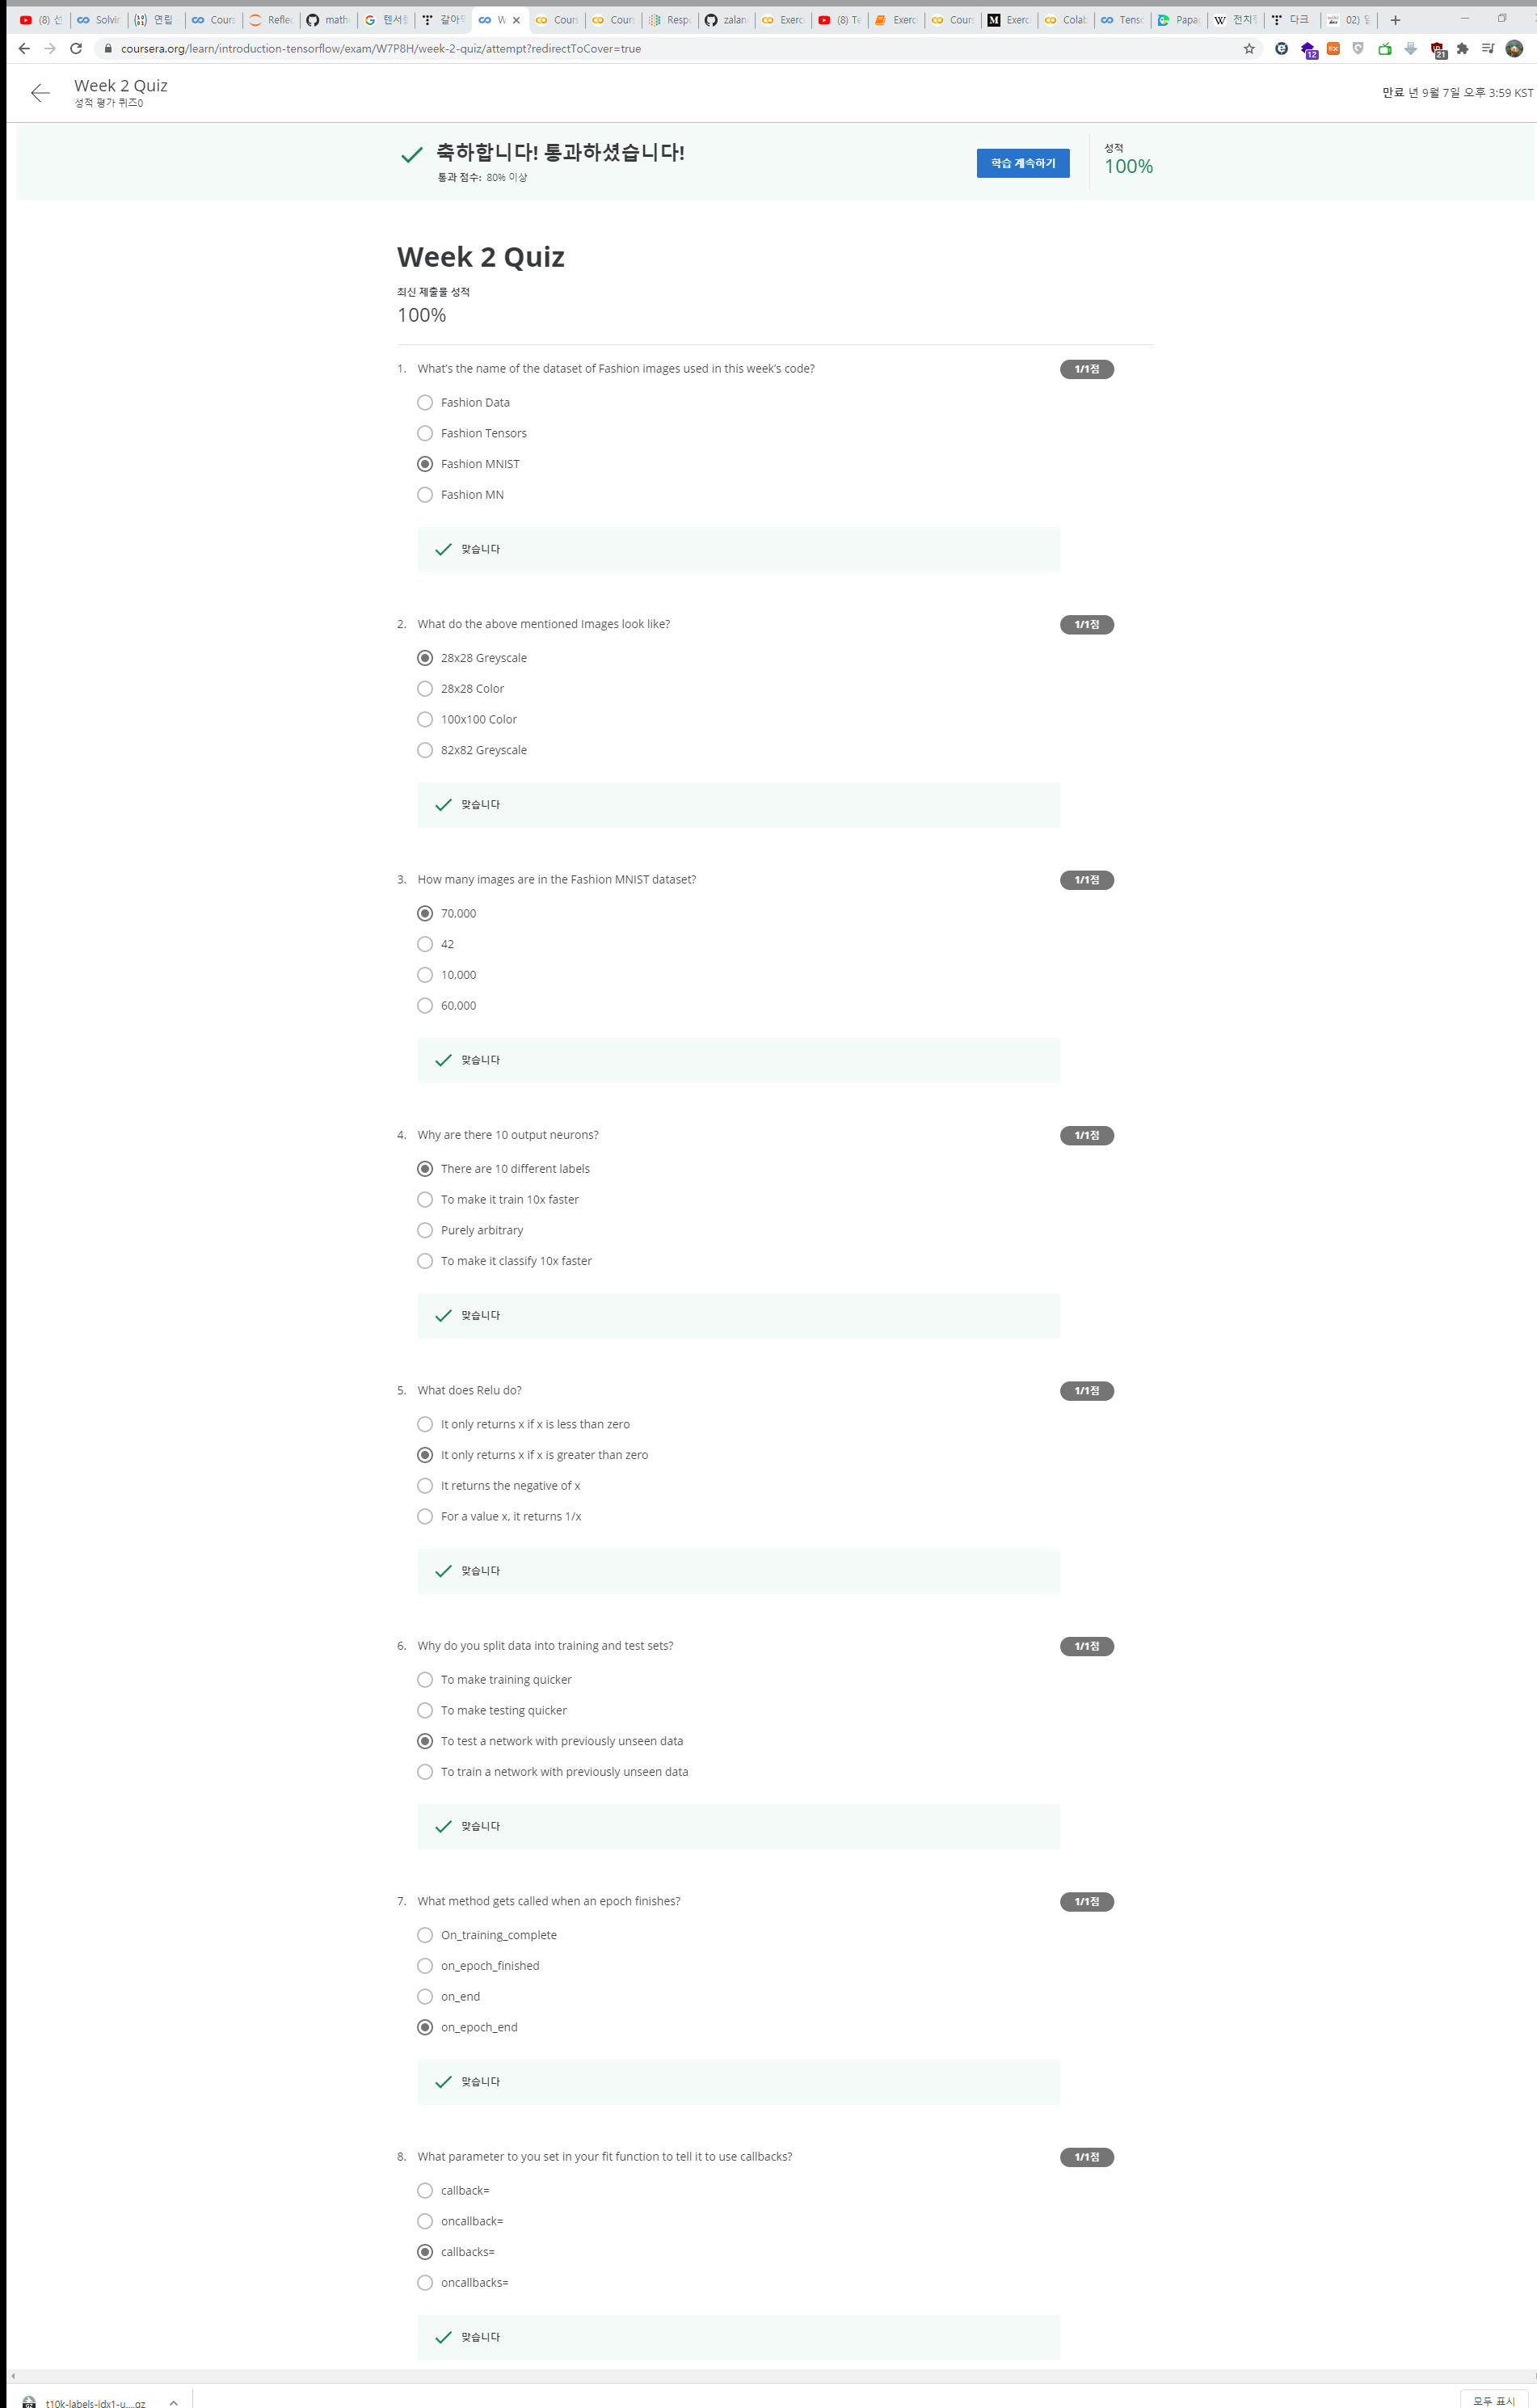 (8) 선
Solvin
연립
Cours
Reflec
math
텐서플
갈아
W
Cours
Cours
Respo
zalan
Exerc
(8) Te
Exerc
Cours
Exerc
Colab
Tenso
Papa
전치
다크
02)
coursera.org/learn/introduction-tensorflow/exam/W7P8H/week-2-quiz/attempt?redirectToCover=true
12
21
Week 2 Quiz
성적 평가 퀴즈0
만료 년 9월 7일 오후 3:59 KST
축하합니다! 통과하셨습니다!
통과 점수: 80% 이상
학습 계속하기
성적
100%
Week 2 Quiz
최신 제출물 성적
100%
1. What's the name of the dataset of Fashion images used in this week's code?
1/1점
Fashion Data
Fashion Tensors
Fashion MNIST
Fashion MN
맞습니다
2. What do the above mentioned Images look like?
1/1점
28x28 Greyscale
28x28 Color
100x100 Color
82x82 Greyscale
맞습니다
3. How many images are in the Fashion MNIST dataset?
1/1점
70,000
42
10,000
60,000
맞습니다
4. Why are there 10 output neurons?
1/1점
There are 10 different labels
To make it train 10x faster
Purely arbitrary
To make it classify 10x faster
맞습니다
5. What does Relu do?
1/1점
It only returns x if x is less than zero
It only returns x if x is greater than zero
It returns the negative of x
For a value x, it returns 1/x
맞습니다
6. Why do you split data into training and test sets?
1/1점
To make training quicker
To make testing quicker
To test a network with previously unseen data
To train a network with previously unseen data
맞습니다
7. What method gets called when an epoch finishes?
1/1점
On_training_complete
on_epoch_finished
on_end
on_epoch_end
맞습니다
8. What parameter to you set in your fit function to tell it to use callbacks?
1/1점
callback=
oncallback=
callbacks=
oncallbacks=
맞습니다
t10k-labels-idx1-u....gz
모두 표시